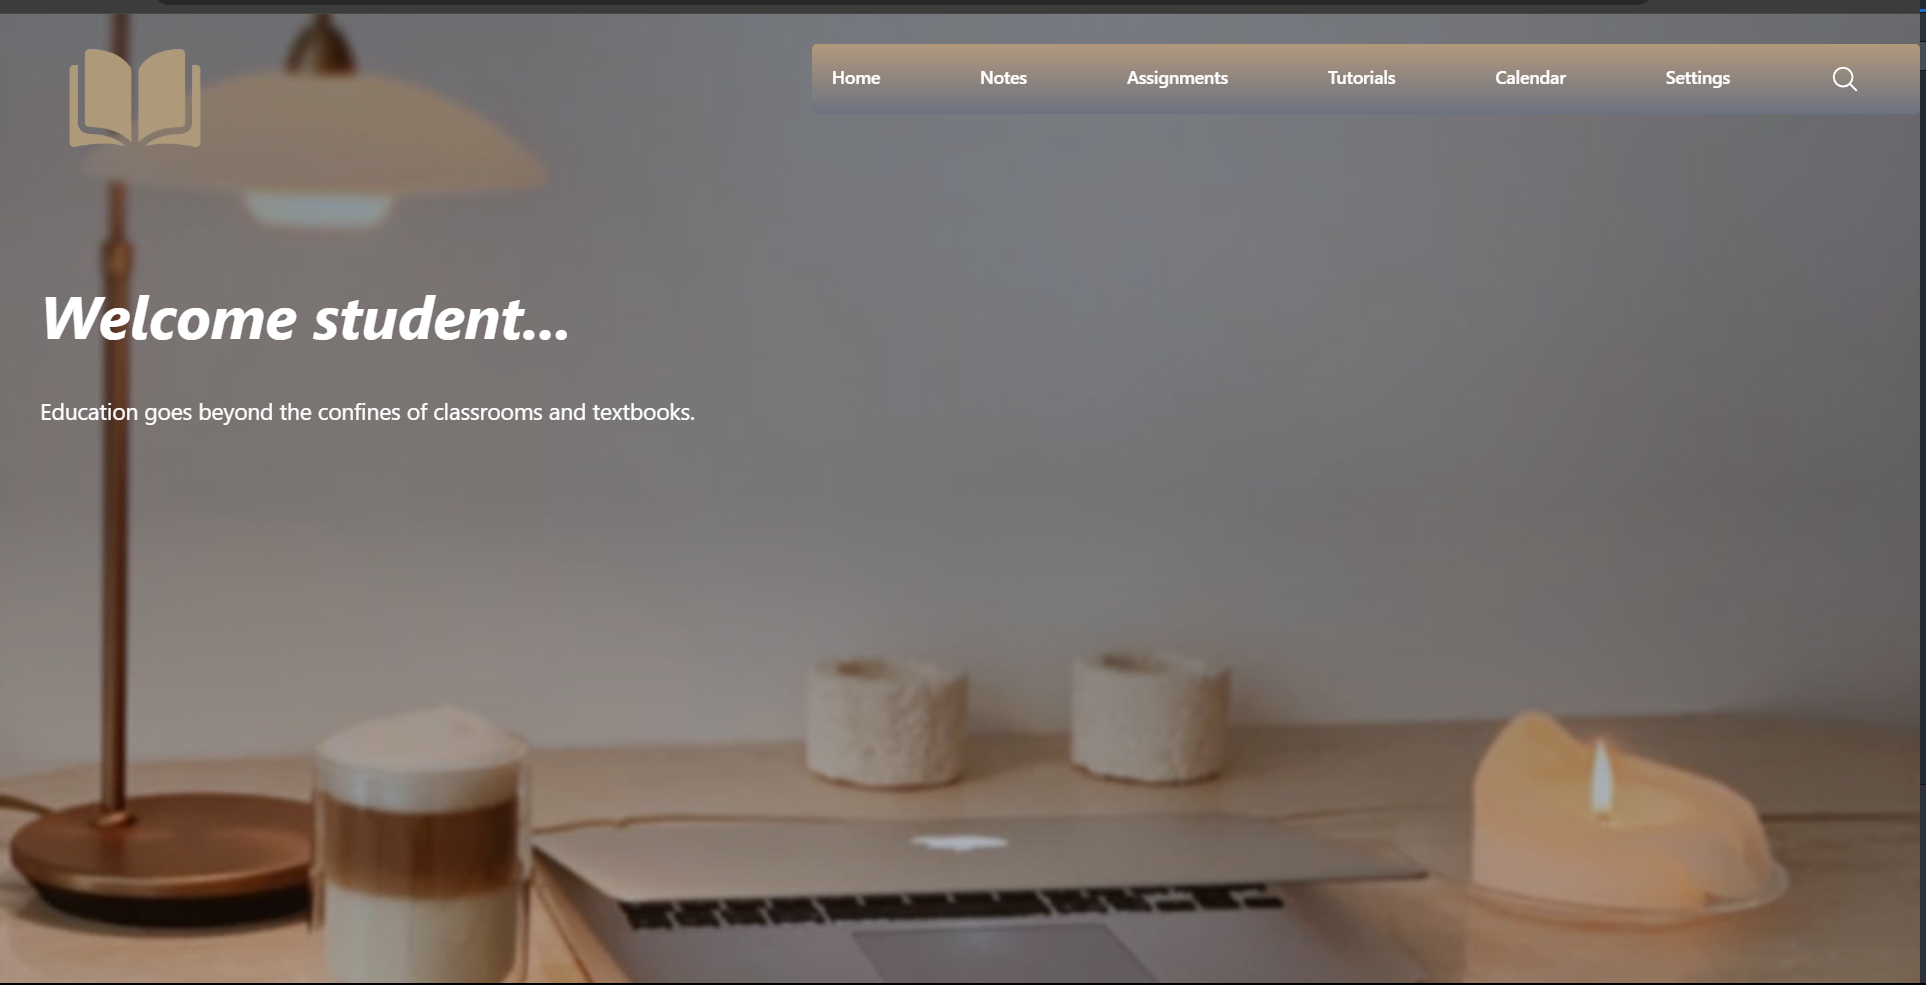 Home Notes Assignments Tutorials Calendar Settings
Welcome student...
Education goes beyond the confines of classrooms and textbooks.